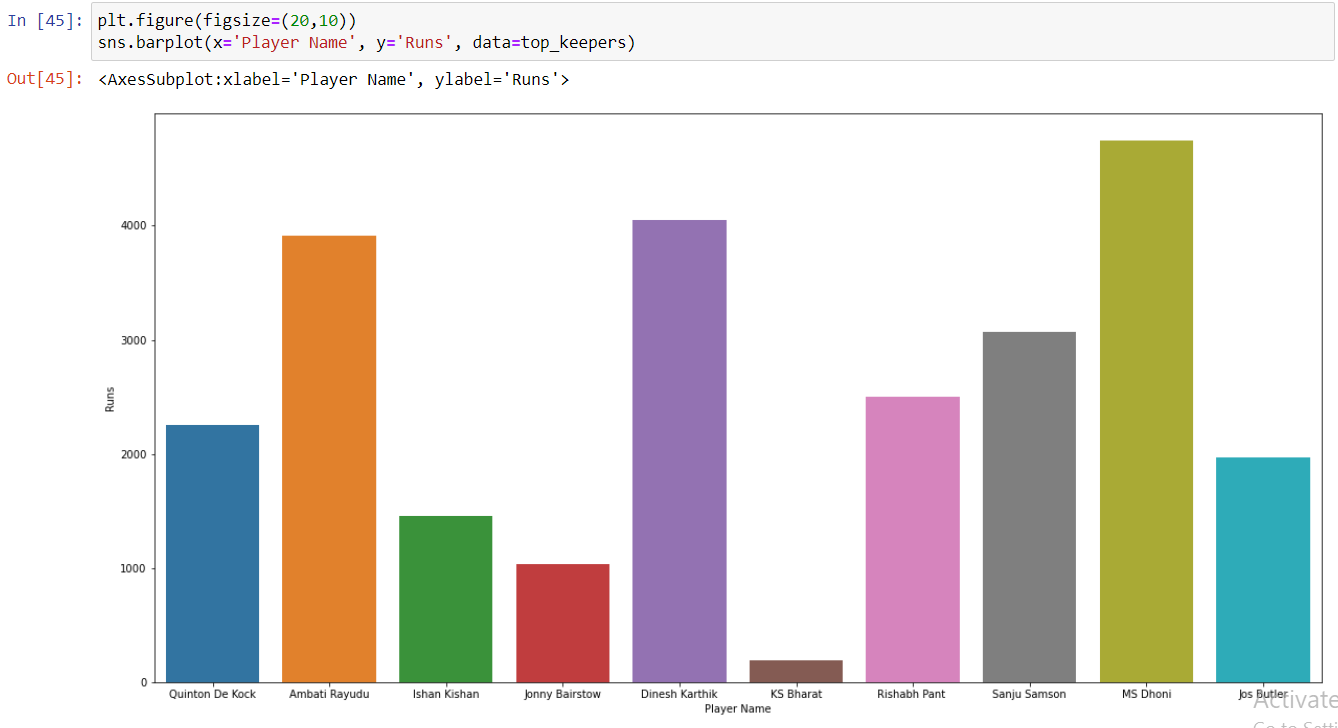 In [45]: plt.figure(figsize=(20,10))
sns.barplot(x='Player Name', y='Runs', data=top_keepers)
Out[45]: <AxesSubplot:xlabel='Player Name', ylabel='Runs'>
4000
3000
2000
1000
0
Runs
Quinton De Kock Ambati Rayudu Ishan Kishan Jonny Bairstow Dinesh Karthik KS Bharat Rishabh Pant Sanju Samson MS Dhoni Jos Butler
Player Name
Activate
Go to